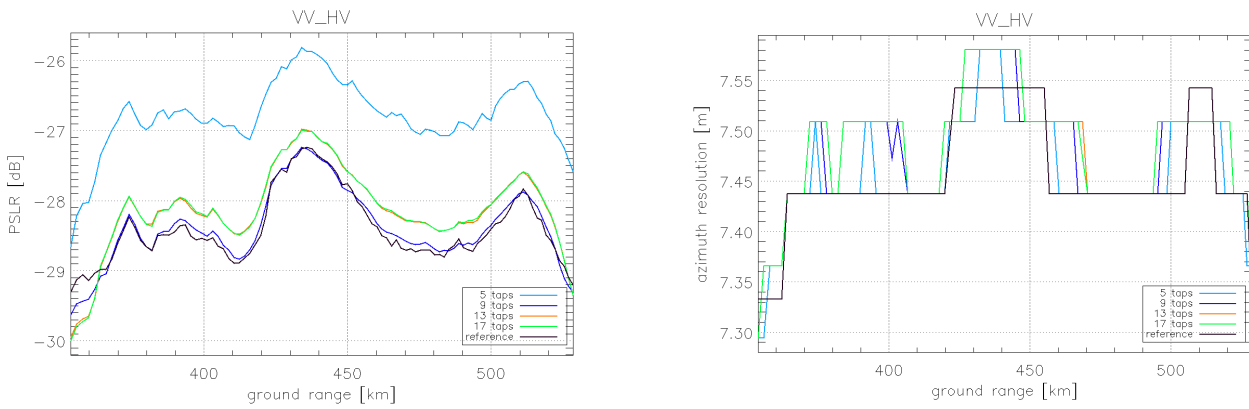 VV_HV
−26
−27
−28
−29
−30
PSLR [dB]
400
450
500
ground range [km]
5 taps
9 taps
13 taps
17 taps
reference
VV_HV
7.55
7.50
7.45
7.40
7.35
7.30
azimuth resolution [m]
400
450
500
ground range [km]
5 taps
9 taps
13 taps
17 taps
reference